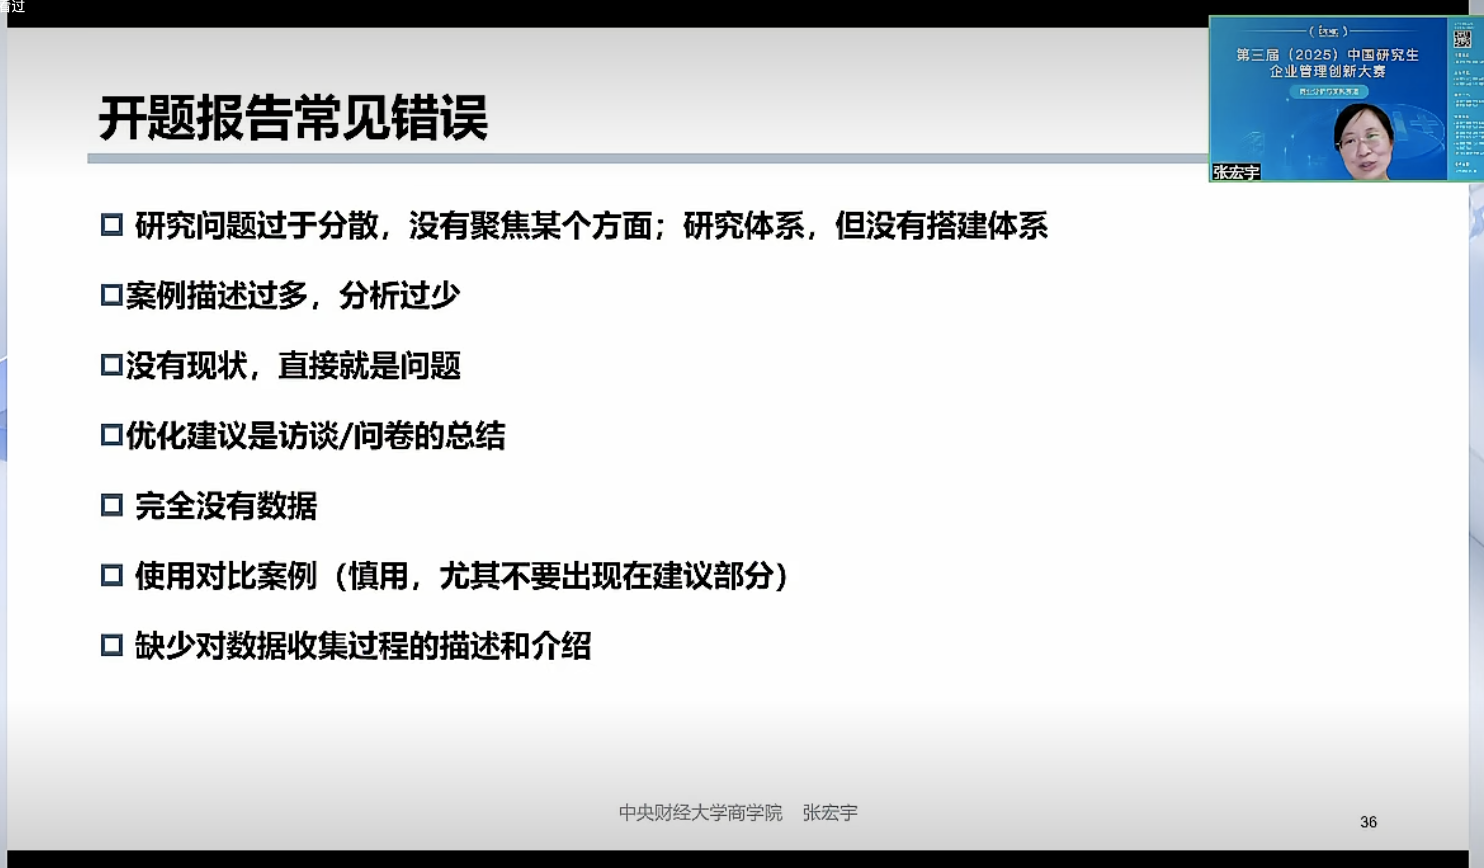 看过
开题报告常见错误
研究问题过于分散，没有聚焦某个方面；研究体系，但没有搭建体系
案例描述过多，分析过少
没有现状，直接就是问题
优化建议是访谈/问卷的总结
完全没有数据
使用对比案例（慎用，尤其不要出现在建议部分）
缺少对数据收集过程的描述和介绍
中央财经大学商学院 张宏宇
36
第三届（2025）中国研究生
企业管理创新大赛
张宏宇